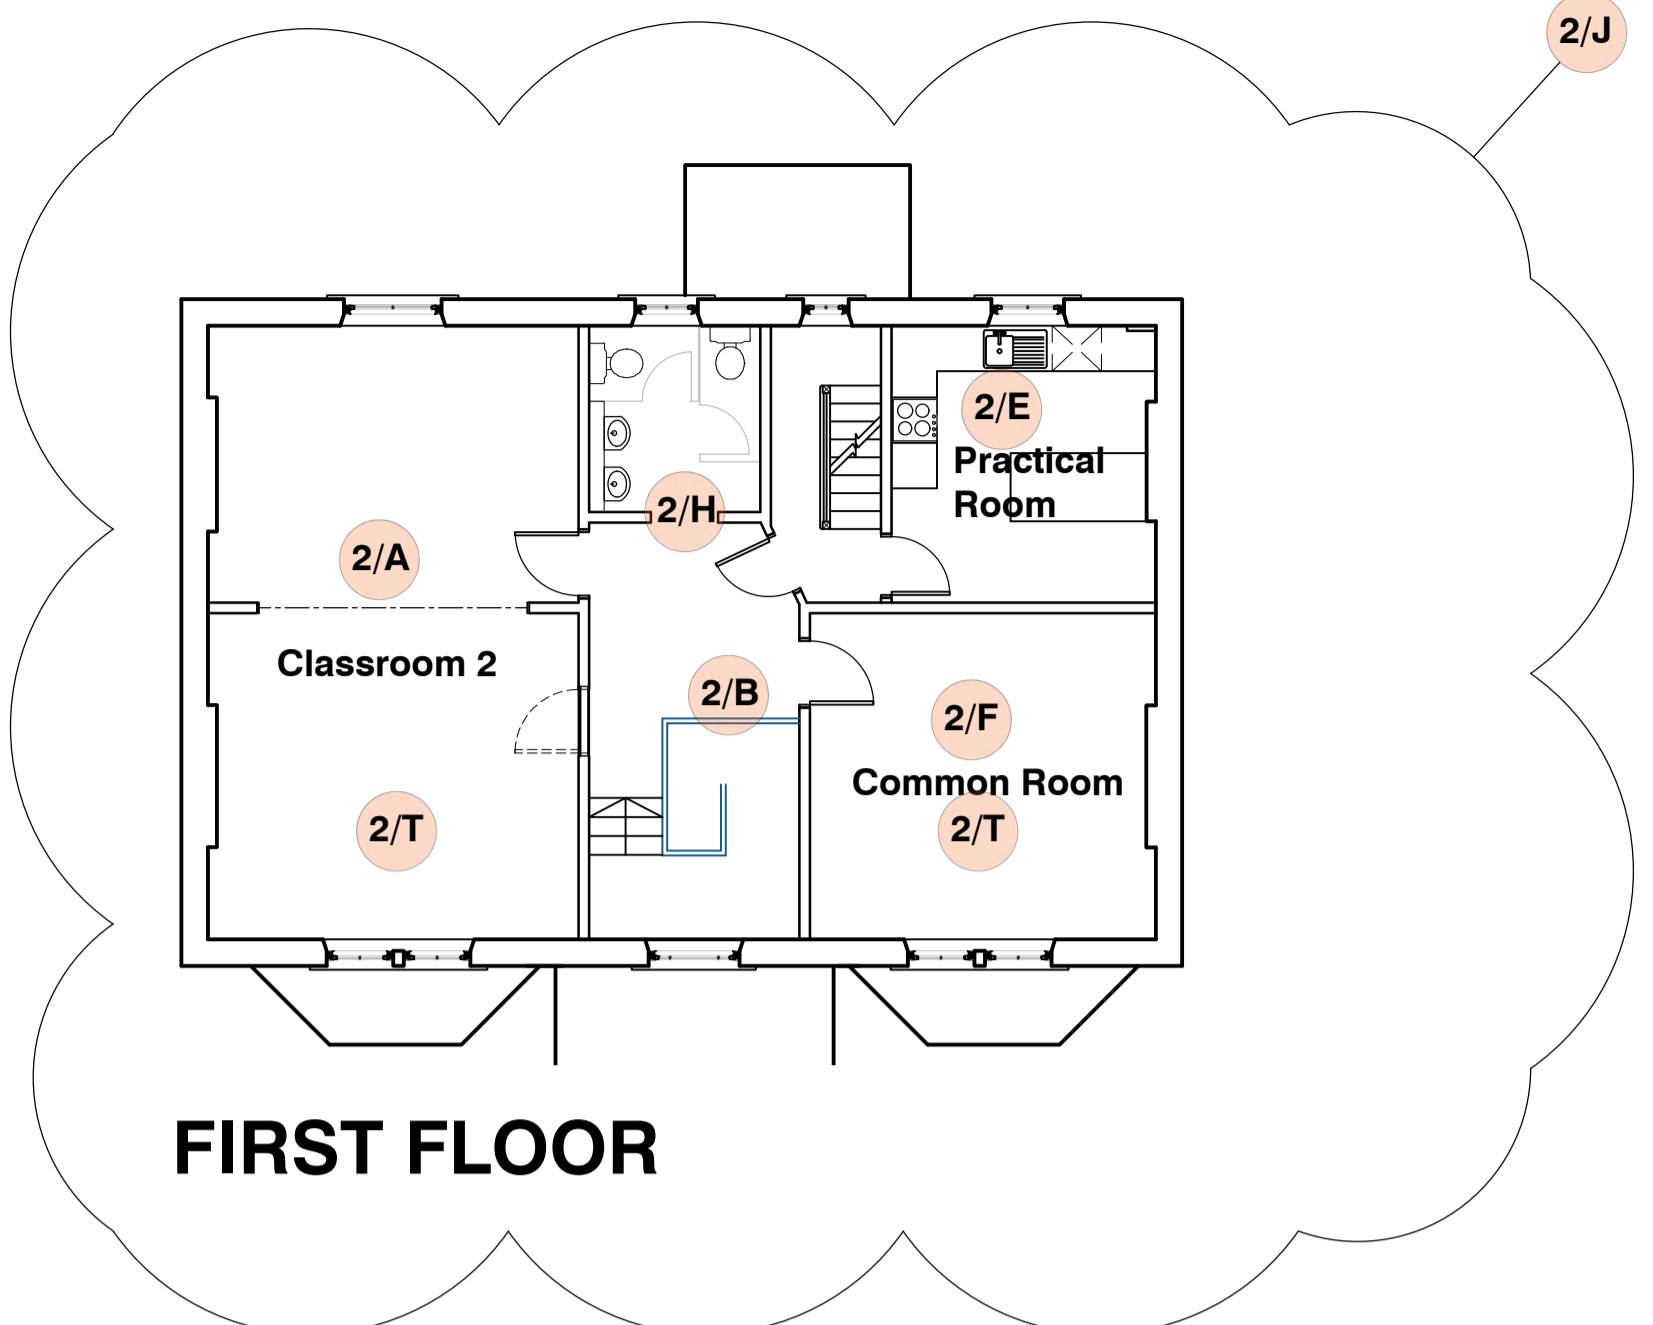 2/J
2/E
Practical
Room
2/H
2/A
Classroom 2
2/B
2/F
Common Room
2/T
2/T
FIRST FLOOR